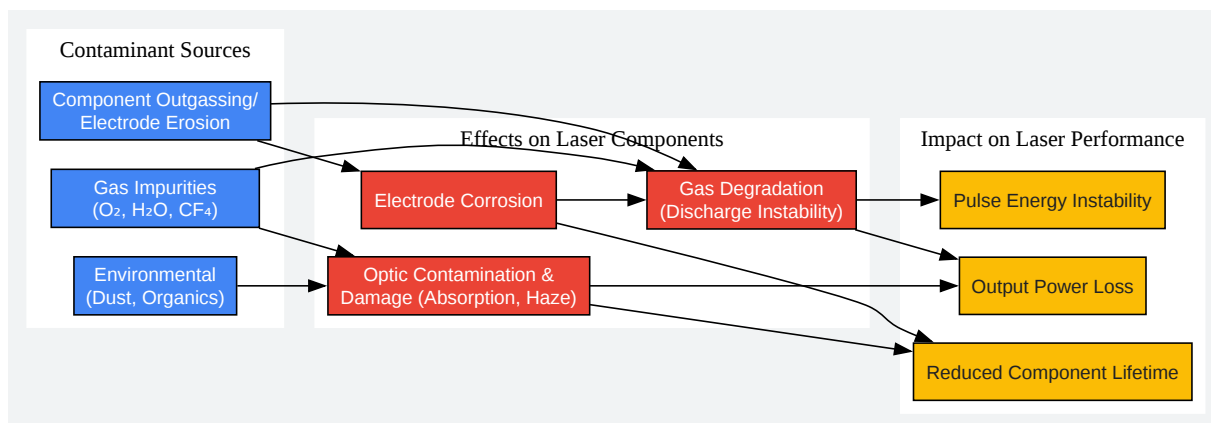 Contaminant Sources
Component Outgassing/
Electrode Erosion
Gas Impurities
(O₂, H₂O, CF₄)
Environmental
(Dust, Organics)
Effects on Laser Components
Electrode Corrosion
Gas Degradation
(Discharge Instability)
Optic Contamination &
Damage (Absorption, Haze)
Impact on Laser Performance
Pulse Energy Instability
Output Power Loss
Reduced Component Lifetime